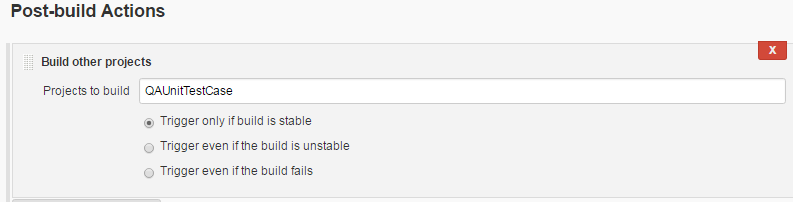 Post-build Actions
X
Build other projects
Projects to build QAUnitTestCase
Trigger only if build is stable
Trigger even if the build is unstable
Trigger even if the build fails